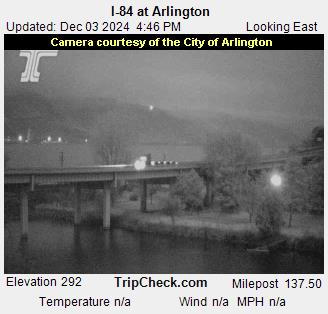 I-84 at Arlington
Updated: Dec 03 2024 4:46 PM Looking East
Camera courtesy of the City of Arlington
Elevation 292 TripCheck.com Milepost 137.50
Temperature n/a Wind n/a MPH n/a